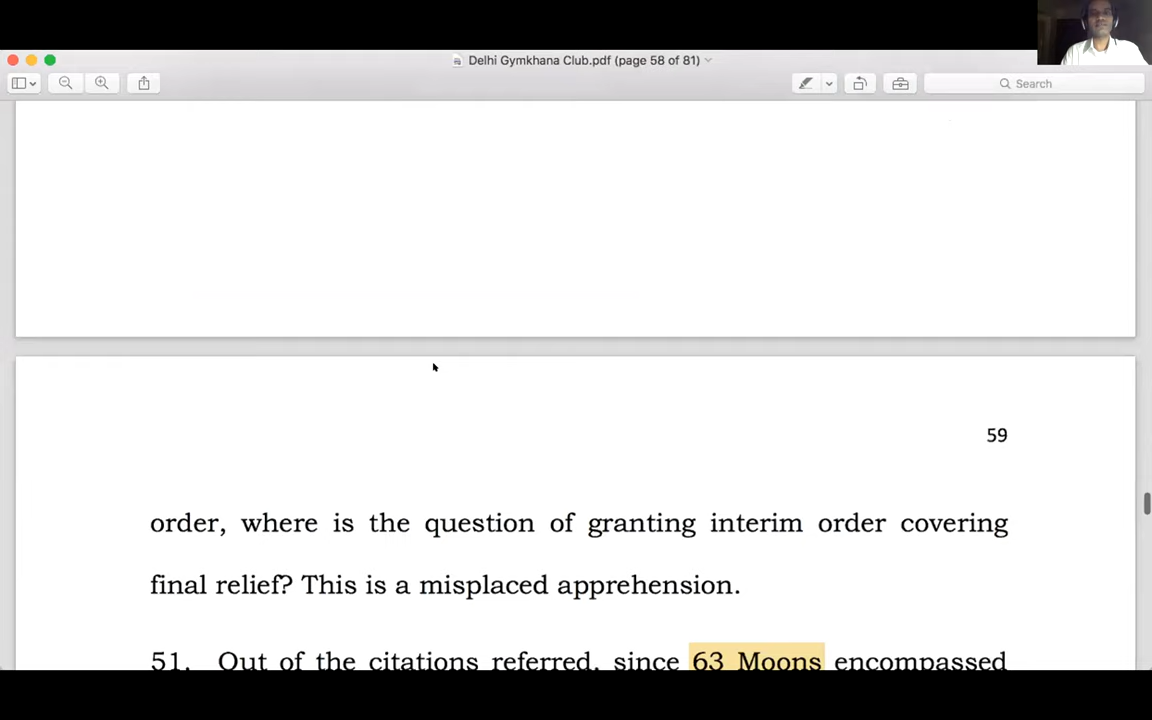 Delhi Gymkhana Club.pdf (page 58 of 81)
Search
59
order, where is the question of granting interim order covering
final relief? This is a misplaced apprehension.
51. Out of the citations referred, since 63 Moons encompassed